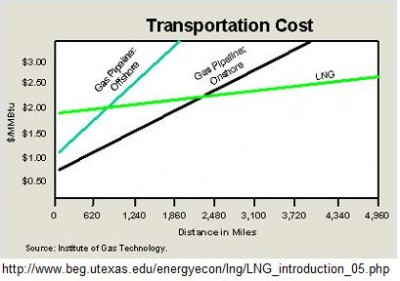 Transportation Cost
$3.00
$2.50
$2.00
$1.50
$1.00
$0.50
$/MMBtu
Gas Pipeline:
Offshore
Gas Pipeline:
Onshore
LNG
0 620 1,240 1,860 2,480 3,100 3,720 4,340 4,960
Distance in Miles
Source: Institute of Gas Technology.
http://www.beg.utexas.edu/energyecon/lng/LNG_introduction_05.php